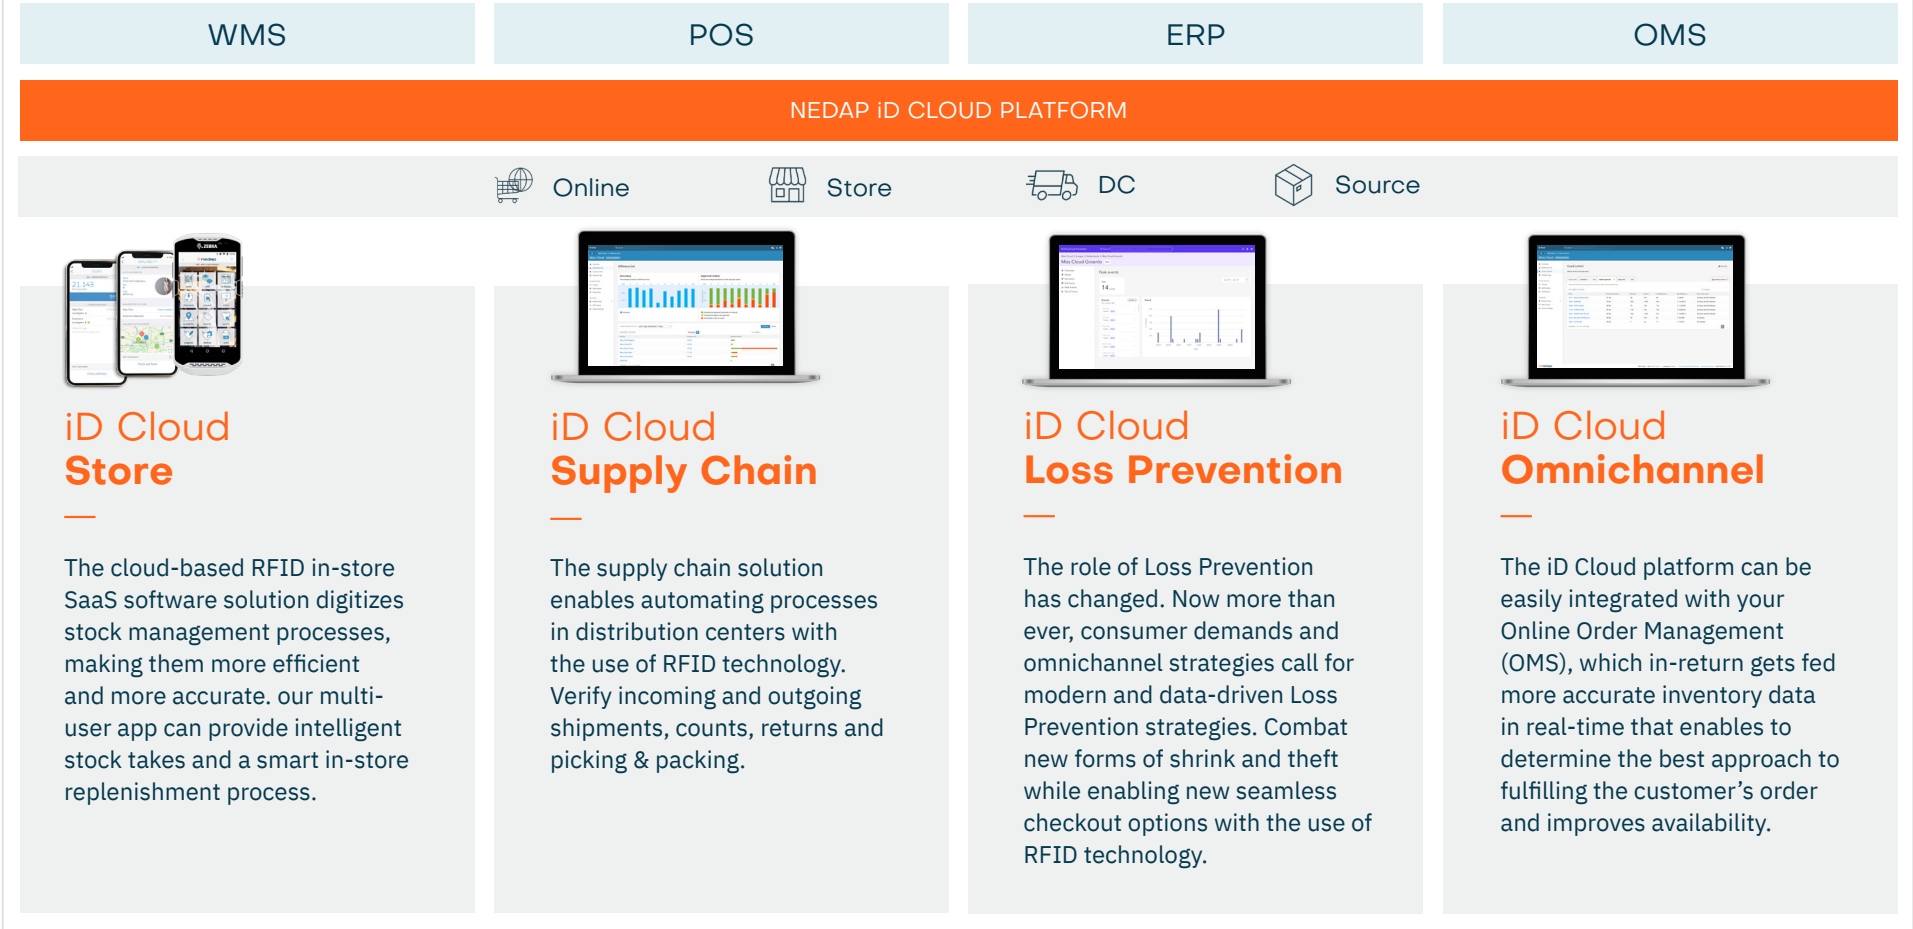 WMS
POS
ERP
OMS
NEDAP iD CLOUD PLATFORM
Online
Store
DC
Source
ZEBRA
21 143
14
iD Cloud
Store
The cloud-based RFID in-store
SaaS software solution digitizes
stock management processes,
making them more efficient
and more accurate. our multi-
user app can provide intelligent
stock takes and a smart in-store
replenishment process.
iD Cloud
Supply Chain
The supply chain solution
enables automating processes
in distribution centers with
the use of RFID technology.
Verify incoming and outgoing
shipments, counts, returns and
picking & packing.
iD Cloud
Loss Prevention
The role of Loss Prevention
has changed. Now more than
ever, consumer demands and
omnichannel strategies call for
modern and data-driven Loss
Prevention strategies. Combat
new forms of shrink and theft
while enabling new seamless
checkout options with the use of
RFID technology.
iD Cloud
Omnichannel
The iD Cloud platform can be
easily integrated with your
Online Order Management
(OMS), which in-return gets fed
more accurate inventory data
in real-time that enables to
determine the best approach to
fulfilling the customer’s order
and improves availability.